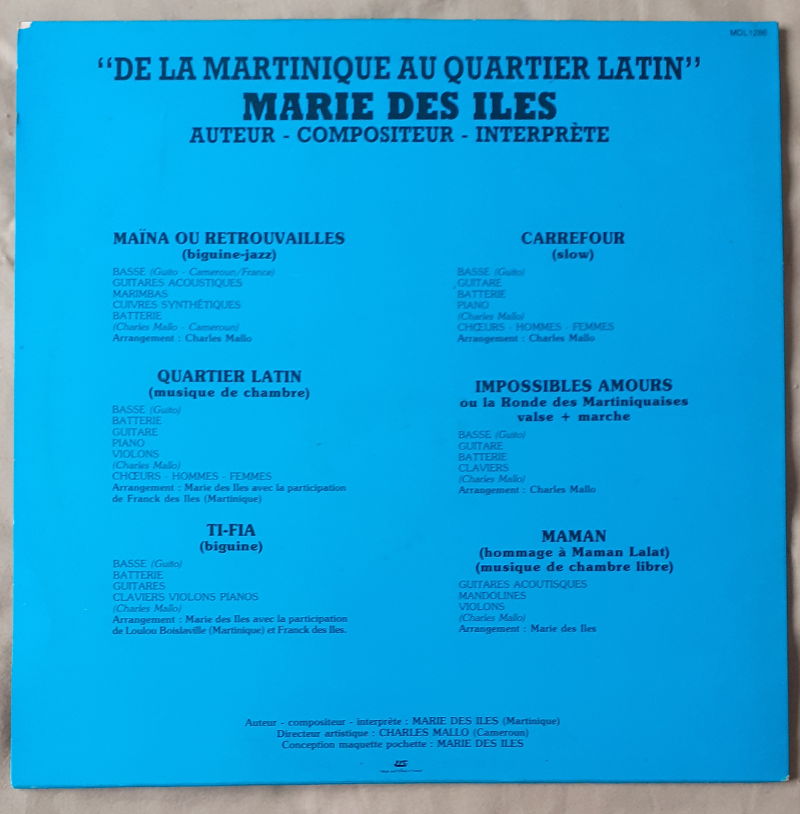 MDL 1286
"DE LA MARTINIQUE AU QUARTIER LATIN"
MARIE DES ILES
AUTEUR - COMPOSITEUR - INTERPRÈTE
MAÏNA OU RETROUVAILLES
(biguine-jazz)
BASSE (Guito - Cameroun/France)
GUITARES ACOUSTIQUES
MARIMBAS
CUIVRES SYNTHÉTIQUES
BATTERIE
(Charles Mallo - Cameroun)
Arrangement : Charles Mallo
QUARTIER LATIN
(musique de chambre)
BASSE (Guito)
BATTERIE
GUITARE
PIANO
VIOLONS
(Charles Mallo)
CHŒURS - HOMMES - FEMMES
Arrangement : Marie des Iles avec la participation
de Franck des Iles (Martinique)
TI-FIA
(biguine)
BASSE (Guito)
BATTERIE
GUITARES
CLAVIERS VIOLONS PIANOS
(Charles Mallo)
Arrangement : Marie des Iles avec la participation
de Loulou Boislaville (Martinique) et Franck des Iles.
CARREFOUR
(slow)
BASSE (Guito)
GUITARE
BATTERIE
PIANO
(Charles Mallo)
CHŒURS - HOMMES - FEMMES
Arrangement : Charles Mallo
IMPOSSIBLES AMOURS
ou la Ronde des Martiniquaises
valse + marche
BASSE (Guito)
GUITARE
BATTERIE
CLAVIERS
(Charles Mallo)
Arrangement : Charles Mallo
MAMAN
(hommage à Maman Lalat)
(musique de chambre libre)
GUITARES ACOUTISQUES
MANDOLINES
VIOLONS
(Charles Mallo)
Arrangement : Marie des Iles
Auteur - compositeur - interprète : MARIE DES ILES (Martinique)
Directeur artistique : CHARLES MALLO (Cameroun)
Conception maquette pochette : MARIE DES ILES